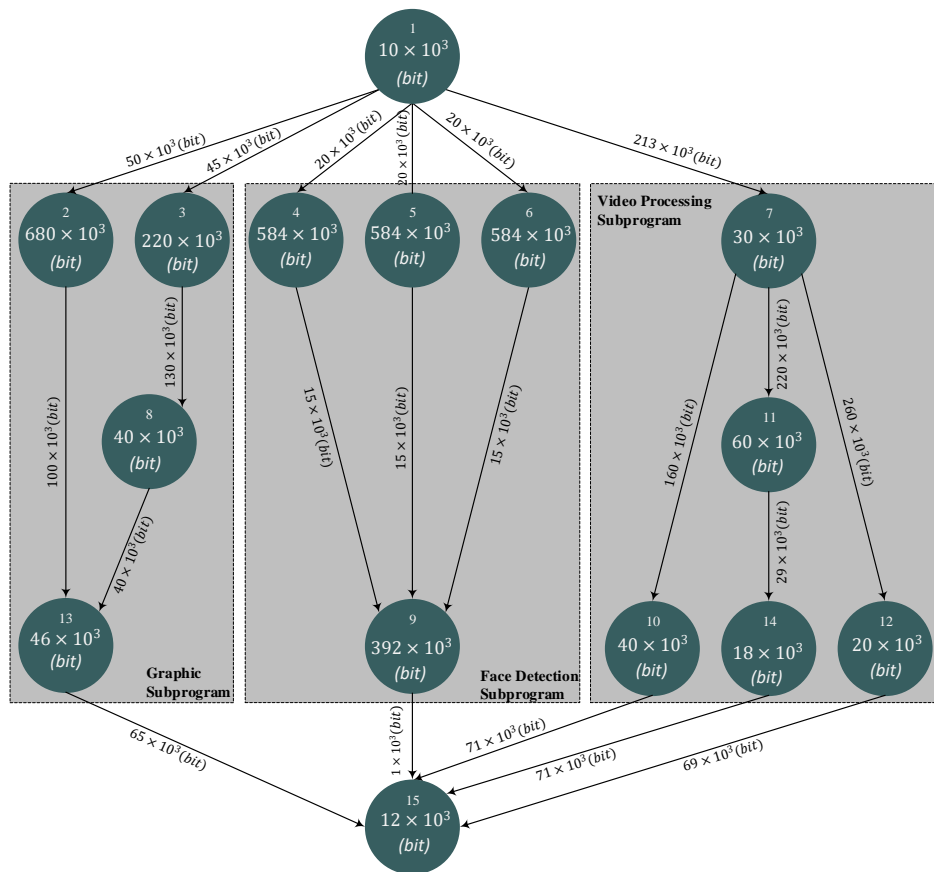 1
10 × 10³
(bit)
50 × 10³(bit)
45 × 10³(bit)
20 × 10³(bit)
20 × 10³(bit)
20 × 10³(bit)
213 × 10³(bit)
2
680 × 10³
(bit)
3
220 × 10³
(bit)
4
584 × 10³
(bit)
5
584 × 10³
(bit)
6
584 × 10³
(bit)
Video Processing
Subprogram
7
30 × 10³
(bit)
100 × 10³(bit)
130 × 10³(bit)
15 × 10³(bit)
15 × 10³(bit)
15 × 10³(bit)
160 × 10³(bit)
220 × 10³(bit)
260 × 10³(bit)
8
40 × 10³
(bit)
11
60 × 10³
(bit)
40 × 10³(bit)
29 × 10³(bit)
13
46 × 10³
(bit)
Graphic
Subprogram
9
392 × 10³
(bit)
Face Detection
Subprogram
10
40 × 10³
(bit)
14
18 × 10³
(bit)
12
20 × 10³
(bit)
65 × 10³(bit)
1 × 10³(bit)
71 × 10³(bit)
71 × 10³(bit)
69 × 10³(bit)
15
12 × 10³
(bit)